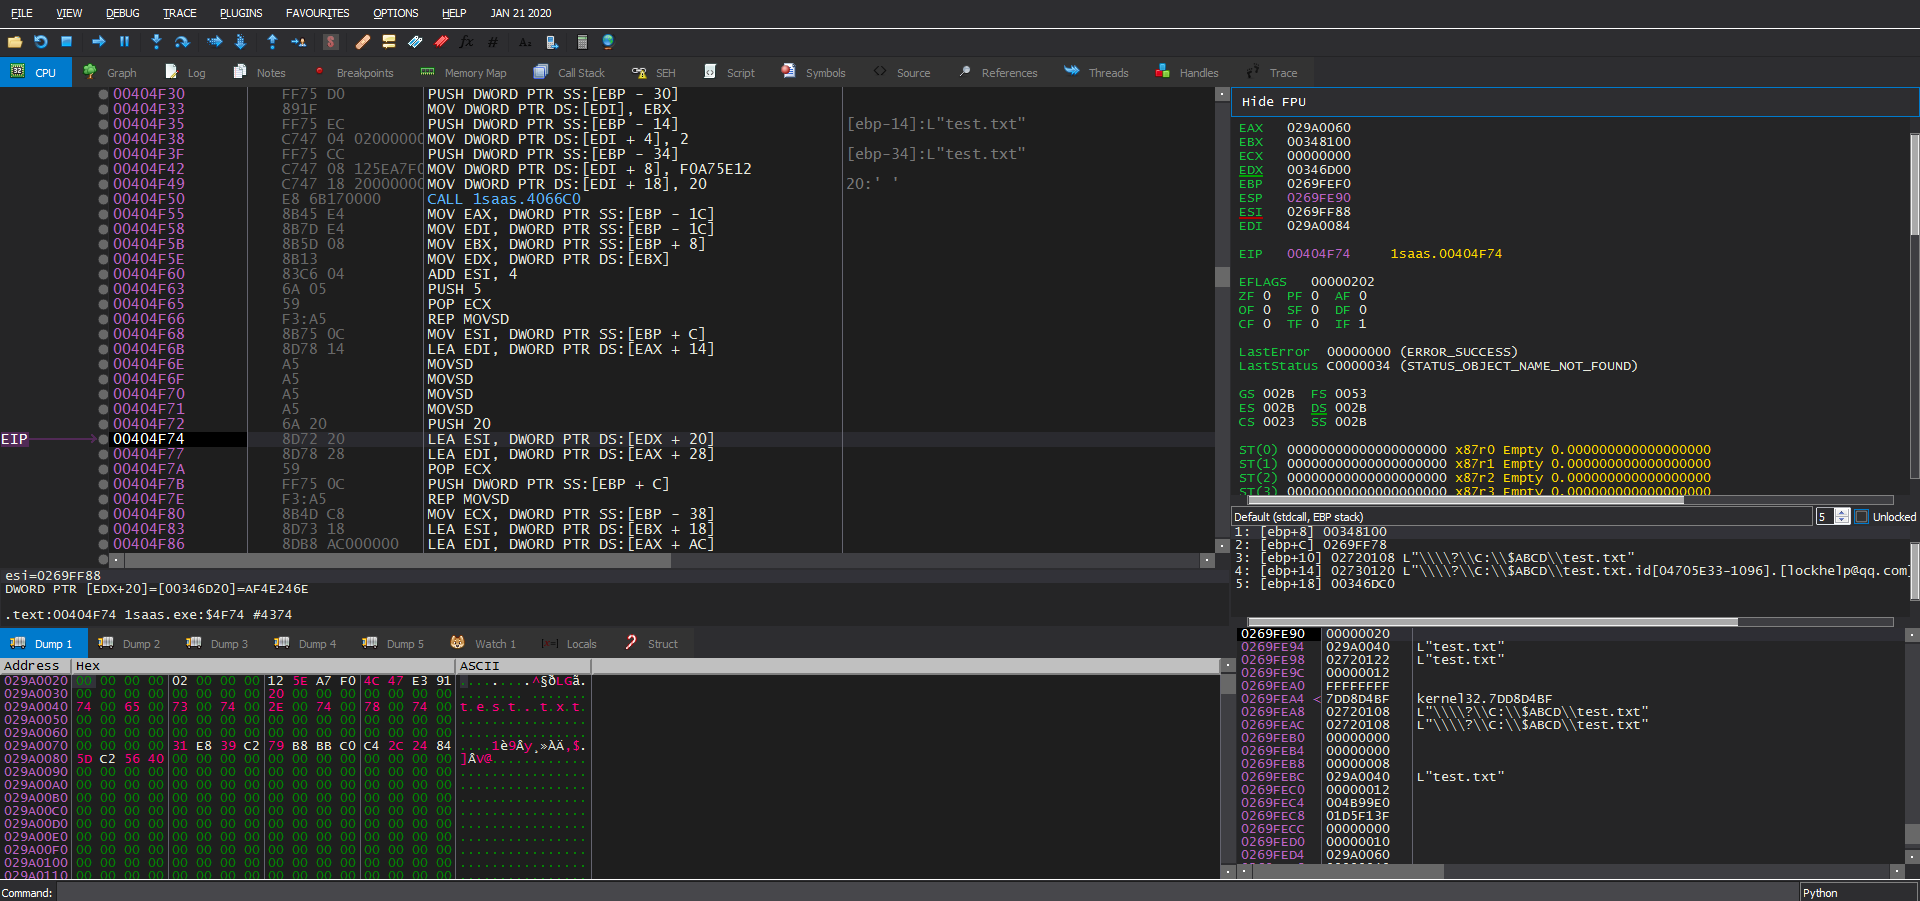 FILE VIEW DEBUG TRACE PLUGINS FAVOURITES OPTIONS HELP JAN 21 2020
CPU Graph Log Notes Breakpoints Memory Map Call Stack SEH Script Symbols Source References Threads Handles Trace
00404F30 FF75 D0 PUSH DWORD PTR SS:[EBP - 30]
00404F33 891F MOV DWORD PTR DS:[EDI], EBX
00404F35 FF75 EC PUSH DWORD PTR SS:[EBP - 14] [ebp-14]:L"test.txt"
00404F38 C747 04 02000000 MOV DWORD PTR DS:[EDI + 4], 2
00404F3F FF75 CC PUSH DWORD PTR SS:[EBP - 34] [ebp-34]:L"test.txt"
00404F42 C747 08 125EA7F0 MOV DWORD PTR DS:[EDI + 8], F0A75E12
00404F49 C747 18 20000000 MOV DWORD PTR DS:[EDI + 18], 20 20:' '
00404F50 E8 6B170000 CALL 1saas.4066C0
00404F55 8B45 E4 MOV EAX, DWORD PTR SS:[EBP - 1C]
00404F58 8B7D E4 MOV EDI, DWORD PTR SS:[EBP - 1C]
00404F5B 8B5D 08 MOV EBX, DWORD PTR SS:[EBP + 8]
00404F5E 8B13 MOV EDX, DWORD PTR DS:[EBX]
00404F60 83C6 04 ADD ESI, 4
00404F63 6A 05 PUSH 5
00404F65 59 POP ECX
00404F66 F3:A5 REP MOVSD
00404F68 8B75 0C MOV ESI, DWORD PTR SS:[EBP + C]
00404F6B 8D78 14 LEA EDI, DWORD PTR DS:[EAX + 14]
00404F6E A5 MOVSD
00404F6F A5 MOVSD
00404F70 A5 MOVSD
00404F71 A5 MOVSD
00404F72 6A 20 PUSH 20
EIP 00404F74 8D72 20 LEA ESI, DWORD PTR DS:[EDX + 20]
00404F77 8D78 28 LEA EDI, DWORD PTR DS:[EAX + 28]
00404F7A 59 POP ECX
00404F7B FF75 0C PUSH DWORD PTR SS:[EBP + C]
00404F7E F3:A5 REP MOVSD
00404F80 8B4D C8 MOV ECX, DWORD PTR SS:[EBP - 38]
00404F83 8D73 18 LEA ESI, DWORD PTR DS:[EBX + 18]
00404F86 8DB8 AC000000 LEA EDI, DWORD PTR DS:[EAX + AC]
esi=0269FF88
DWORD PTR [EDX+20]=[00346D20]=AF4E246E
.text:00404F74 1saas.exe:$4F74 #4374
Hide FPU
EAX 029A0060
EBX 00348100
ECX 00000000
EDX 00346D00
EBP 0269FEF0
ESP 0269FE90
ESI 0269FF88
EDI 029A0084
EIP 00404F74 1saas.00404F74
EFLAGS 00000202
ZF 0 PF 0 AF 0
OF 0 SF 0 DF 0
CF 0 TF 0 IF 1
LastError 00000000 (ERROR_SUCCESS)
LastStatus C0000034 (STATUS_OBJECT_NAME_NOT_FOUND)
GS 002B FS 0053
ES 002B DS 002B
CS 0023 SS 002B
ST(0) 00000000000000000000 x87r0 Empty 0.000000000000000000
ST(1) 00000000000000000000 x87r1 Empty 0.000000000000000000
ST(2) 00000000000000000000 x87r2 Empty 0.000000000000000000
ST(3) 00000000000000000000 x87r3 Empty 0.000000000000000000
Default (stdcall, EBP stack) 5 Unlocked
1: [ebp+8] 00348100
2: [ebp+C] 0269FF78
3: [ebp+10] 02720108 L"\\\\?\\C:\\$ABCD\\test.txt"
4: [ebp+14] 02730120 L"\\\\?\\C:\\$ABCD\\test.txt.id[04705E33-1096].[lockhelp@qq.com]
5: [ebp+18] 00346DC0
Dump 1 Dump 2 Dump 3 Dump 4 Dump 5 Watch 1 Locals Struct
Address Hex ASCII
029A0020 00 00 00 00 02 00 00 00 12 5E A7 F0 4C 47 E3 91 .........^§ðLGã.
029A0030 00 00 00 00 00 00 00 00 20 00 00 00 00 00 00 00 ........ .......
029A0040 74 00 65 00 73 00 74 00 2E 00 74 00 78 00 74 00 t.e.s.t...t.x.t.
029A0050 00 00 00 00 00 00 00 00 00 00 00 00 00 00 00 00 ................
029A0060 00 00 00 00 00 00 00 00 00 00 00 00 00 00 00 00 ................
029A0070 00 00 00 00 31 E8 39 C2 79 B8 BB C0 C4 2C 24 84 ....1è9Ây¸»ÀÄ,$.
029A0080 5D C2 56 40 00 00 00 00 00 00 00 00 00 00 00 00 ]ÂV@............
029A0090 00 00 00 00 00 00 00 00 00 00 00 00 00 00 00 00 ................
029A00A0 00 00 00 00 00 00 00 00 00 00 00 00 00 00 00 00 ................
029A00B0 00 00 00 00 00 00 00 00 00 00 00 00 00 00 00 00 ................
029A00C0 00 00 00 00 00 00 00 00 00 00 00 00 00 00 00 00 ................
029A00D0 00 00 00 00 00 00 00 00 00 00 00 00 00 00 00 00 ................
029A00E0 00 00 00 00 00 00 00 00 00 00 00 00 00 00 00 00 ................
029A00F0 00 00 00 00 00 00 00 00 00 00 00 00 00 00 00 00 ................
029A0100 00 00 00 00 00 00 00 00 00 00 00 00 00 00 00 00 ................
029A0110 00 00 00 00 00 00 00 00 00 00 00 00 00 00 00 00 ................
0269FE90 00000020
0269FE94 029A0040 L"test.txt"
0269FE98 02720122 L"test.txt"
0269FE9C 00000012
0269FEA0 FFFFFFFF
0269FEA4 <7DD8D4BF kernel32.7DD8D4BF
0269FEA8 02720108 L"\\\\?\\C:\\$ABCD\\test.txt"
0269FEAC 02720108 L"\\\\?\\C:\\$ABCD\\test.txt"
0269FEB0 00000000
0269FEB4 00000000
0269FEB8 00000008
0269FEBC 029A0040 L"test.txt"
0269FEC0 00000012
0269FEC4 004B99E0
0269FEC8 01D5F13F
0269FECC 00000000
0269FED0 00000010
0269FED4 029A0060
Command: Python